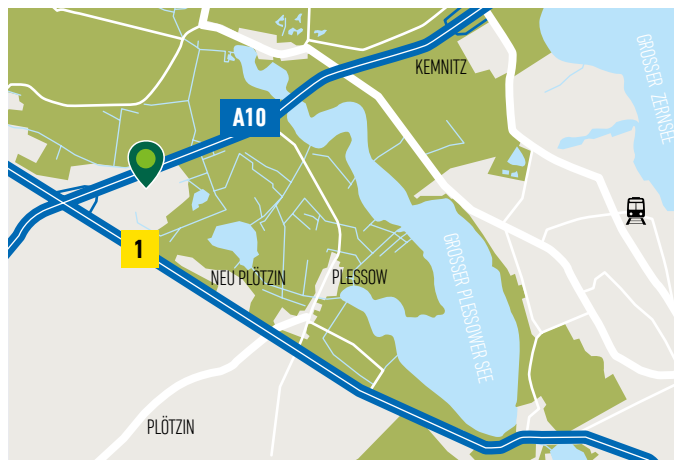 KEMNITZ
GROSSER ZERNSEE
A10
1
NEU PLÖTZIN
PLESSOW
GROSSER PLESSOWER SEE
PLÖTZIN